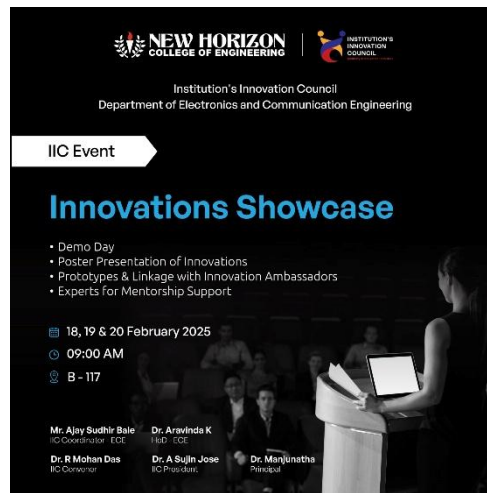 NEW HORIZON
COLLEGE OF ENGINEERING
INSTITUTION'S
INNOVATION
COUNCIL
Institution's Innovation Council
Department of Electronics and Communication Engineering
IIC Event
Innovations Showcase
• Demo Day
• Poster Presentation of Innovations
• Prototypes & Linkage with Innovation Ambassadors
• Experts for Mentorship Support
18, 19 & 20 February 2025
09:00 AM
B - 117
Mr. Ajay Sudhir Bale
IIC Coordinator - ECE
Dr. Aravinda K
HoD - ECE
Dr. R Mohan Das
IIC Convenor
Dr. A Sujin Jose
IIC President
Dr. Manjunatha
Principal